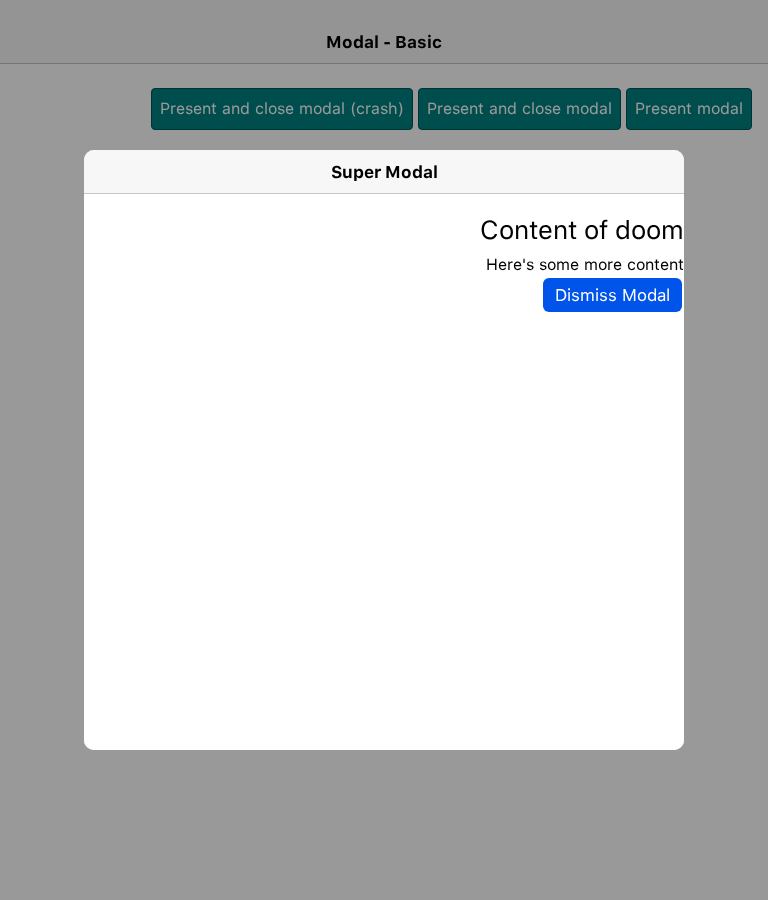 Modal - Basic
Present and close modal (crash) Present and close modal Present modal
Super Modal
Content of doom
Here's some more content
Dismiss Modal